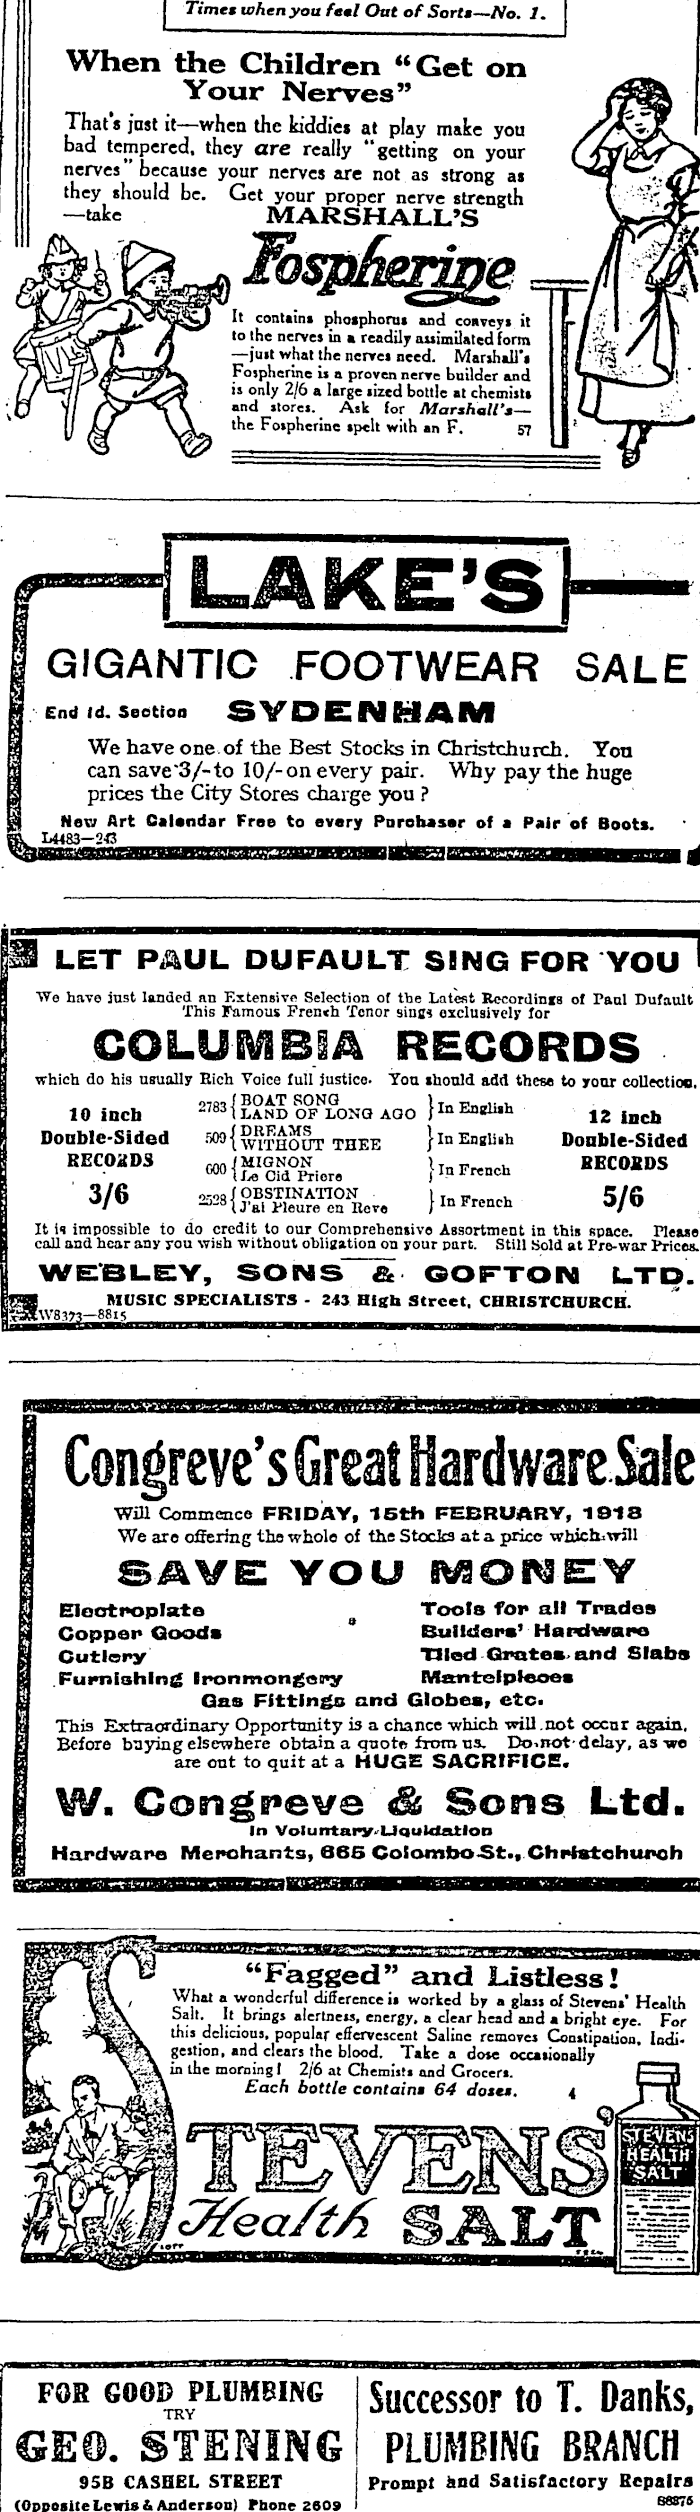 Times when you feel Out of Sorts—No. 1.
When the Children "Get on
Your Nerves"
That's just it—when the kiddies at play make you
bad tempered, they are really "getting on your
nerves" because your nerves are not as strong as
they should be. Get your proper nerve strength
—take
MARSHALL'S
Fospherine
It contains phosphorus and conveys it
to the nerves in a readily assimilated form
—just what the nerves need. Marshall's
Fospherine is a proven nerve builder and
is only 2/6 a large sized bottle at chemists
and stores. Ask for Marshall's—
the Fospherine spelt with an F. 57
LAKE'S
GIGANTIC FOOTWEAR SALE
End 1d. Section SYDENHAM
We have one of the Best Stocks in Christchurch. You
can save 3/- to 10/- on every pair. Why pay the huge
prices the City Stores charge you?
New Art Calendar Free to every Purchaser of a Pair of Boots.
L4483—243
LET PAUL DUFAULT SING FOR YOU
We have just landed an Extensive Selection of the Latest Recordings of Paul Dufault
This Famous French Tenor sings exclusively for
COLUMBIA RECORDS
which do his usually Rich Voice full justice. You should add these to your collection.
10 inch
Double-Sided
RECORDS
3/6
2783 { BOAT SONG
LAND OF LONG AGO } In English
509 { DREAMS
WITHOUT THEE } In English
600 { MIGNON
Le Cid Priere } In French
2528 { OBSTINATION
J'ai Pleure en Reve } In French
12 inch
Double-Sided
RECORDS
5/6
It is impossible to do credit to our Comprehensive Assortment in this space. Please
call and hear any you wish without obligation on your part. Still Sold at Pre-war Prices.
WEBLEY, SONS & GOFTON LTD.
MUSIC SPECIALISTS - 243 High Street, CHRISTCHURCH.
W8373—8815
Congreve's Great Hardware Sale
Will Commence FRIDAY, 15th FEBRUARY, 1918
We are offering the whole of the Stocks at a price which will
SAVE YOU MONEY
Electroplate
Copper Goods
Cutlery
Furnishing Ironmongery
Tools for all Trades
Builders' Hardware
Tiled Grates and Slabs
Mantelpieces
Gas Fittings and Globes, etc.
This Extraordinary Opportunity is a chance which will not occur again.
Before buying elsewhere obtain a quote from us. Do not delay, as we
are out to quit at a HUGE SACRIFICE.
W. Congreve & Sons Ltd.
In Voluntary Liquidation
Hardware Merchants, 665 Colombo St., Christchurch
"Fagged" and Listless!
What a wonderful difference is worked by a glass of Stevens' Health
Salt. It brings alertness, energy, a clear head and a bright eye. For
this delicious, popular effervescent Saline removes Constipation, Indi-
gestion, and clears the blood. Take a dose occasionally
in the morning! 2/6 at Chemists and Grocers.
Each bottle contains 64 doses. 4
STEVENS'
Health SALT
STEVENS
HEALTH
SALT
FOR GOOD PLUMBING
TRY
GEO. STENING
95B CASHEL STREET
(Opposite Lewis & Anderson) Phone 2609
Successor to T. Danks,
PLUMBING BRANCH
Prompt and Satisfactory Repairs
S8875